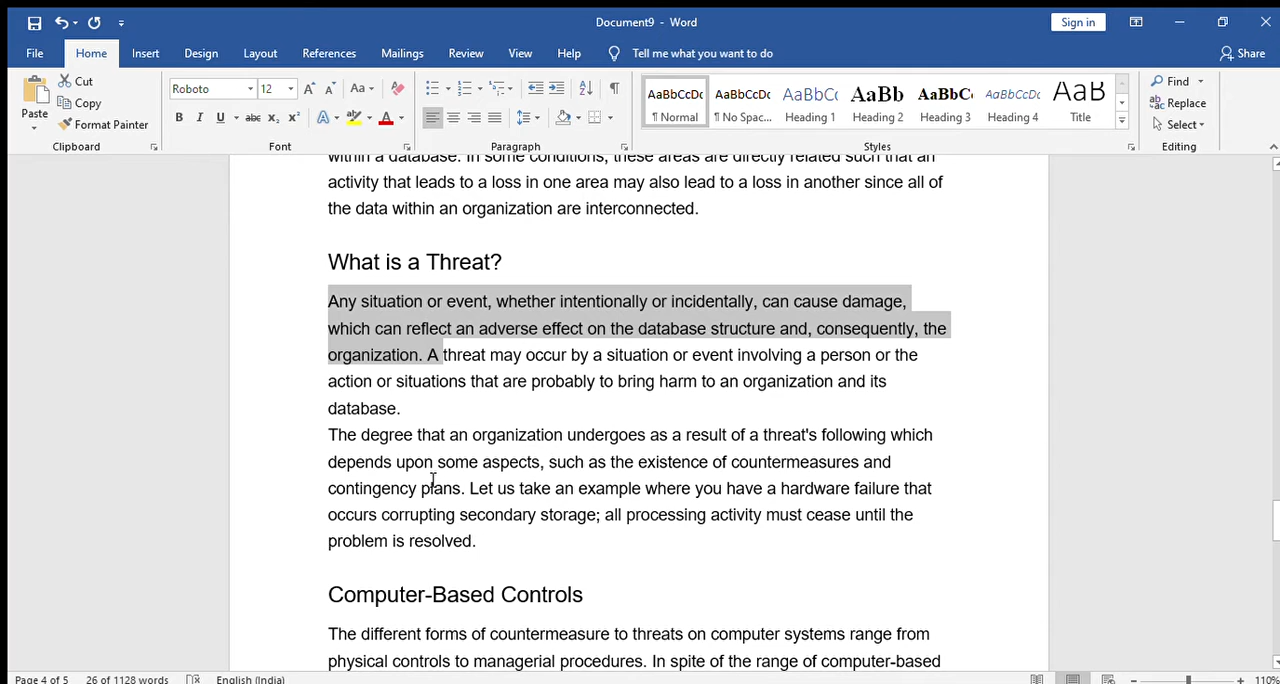 Document9 - Word
Sign in
File Home Insert Design Layout References Mailings Review View Help Tell me what you want to do Share
Paste
Cut
Copy
Format Painter
Clipboard
Roboto 12
B I U abc x₂ x²
Font
Paragraph
AaBbCcDc AaBbCcDc AaBbCc AaBb AaBbCc AaBbCcDc AaB
¶ Normal ¶ No Spac... Heading 1 Heading 2 Heading 3 Heading 4 Title
Styles
Find
Replace
Select
Editing
within a database. In some conditions, these areas are directly related such that an
activity that leads to a loss in one area may also lead to a loss in another since all of
the data within an organization are interconnected.
What is a Threat?
Any situation or event, whether intentionally or incidentally, can cause damage,
which can reflect an adverse effect on the database structure and, consequently, the
organization. A threat may occur by a situation or event involving a person or the
action or situations that are probably to bring harm to an organization and its
database.
The degree that an organization undergoes as a result of a threat's following which
depends upon some aspects, such as the existence of countermeasures and
contingency plans. Let us take an example where you have a hardware failure that
occurs corrupting secondary storage; all processing activity must cease until the
problem is resolved.
Computer-Based Controls
The different forms of countermeasure to threats on computer systems range from
physical controls to managerial procedures. In spite of the range of computer-based
Page 4 of 5 26 of 1128 words English (India) 110%